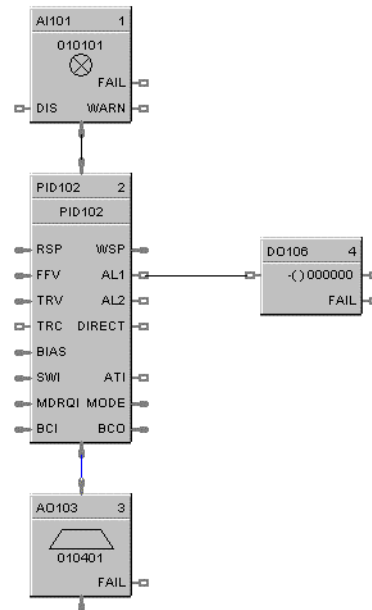 AI101 1
010101
FAIL
DIS WARN
PID102 2
PID102
RSP WSP
FFV AL1
TRV AL2
TRC DIRECT
BIAS
SWI ATI
MDRQI MODE
BCI BCO
DO106 4
-()000000
FAIL
AO103 3
010401
FAIL